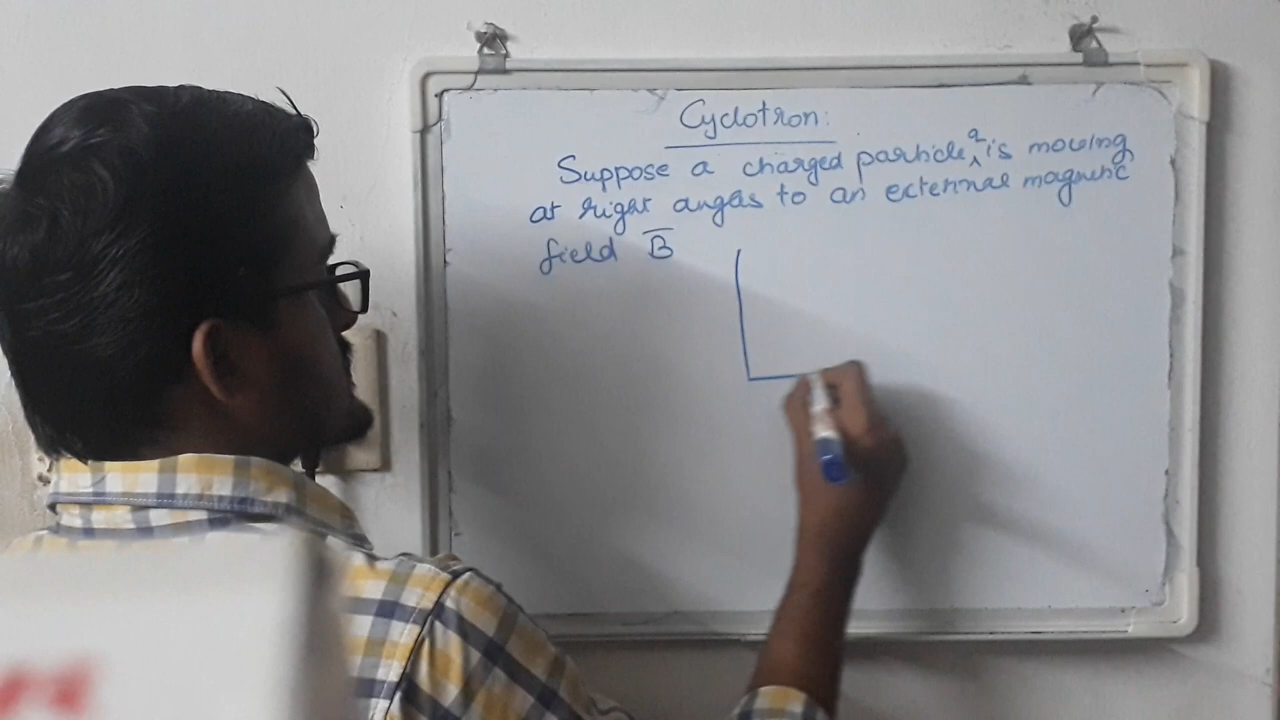 Cyclotron:
Suppose a charged particle q is moving
at right angles to an external magnetic
field B̅